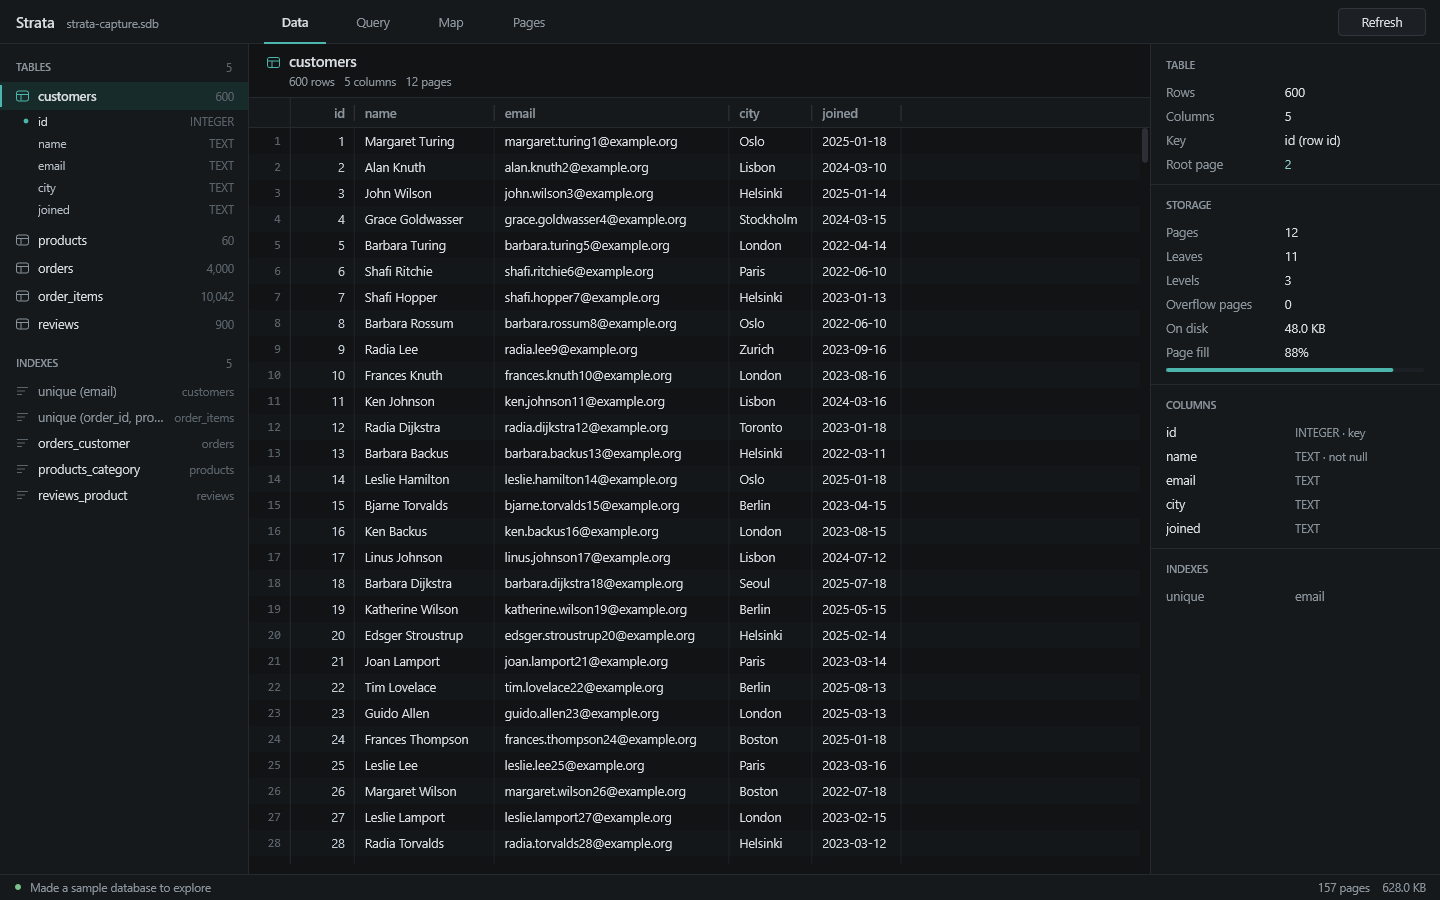 Strata strata-capture.sdb Data Query Map Pages Refresh
TABLES 5
customers 600
id INTEGER
name TEXT
email TEXT
city TEXT
joined TEXT
products 60
orders 4,000
order_items 10,042
reviews 900
INDEXES 5
unique (email) customers
unique (order_id, pro... order_items
orders_customer orders
products_category products
reviews_product reviews
customers
600 rows 5 columns 12 pages
id name email city joined
1 1 Margaret Turing margaret.turing1@example.org Oslo 2025-01-18
2 2 Alan Knuth alan.knuth2@example.org Lisbon 2024-03-10
3 3 John Wilson john.wilson3@example.org Helsinki 2025-01-14
4 4 Grace Goldwasser grace.goldwasser4@example.org Stockholm 2024-03-15
5 5 Barbara Turing barbara.turing5@example.org London 2022-04-14
6 6 Shafi Ritchie shafi.ritchie6@example.org Paris 2022-06-10
7 7 Shafi Hopper shafi.hopper7@example.org Helsinki 2023-01-13
8 8 Barbara Rossum barbara.rossum8@example.org Oslo 2022-06-10
9 9 Radia Lee radia.lee9@example.org Zurich 2023-09-16
10 10 Frances Knuth frances.knuth10@example.org London 2023-08-16
11 11 Ken Johnson ken.johnson11@example.org Lisbon 2024-03-16
12 12 Radia Dijkstra radia.dijkstra12@example.org Toronto 2023-01-18
13 13 Barbara Backus barbara.backus13@example.org Helsinki 2022-03-11
14 14 Leslie Hamilton leslie.hamilton14@example.org Oslo 2025-01-18
15 15 Bjarne Torvalds bjarne.torvalds15@example.org Berlin 2023-04-15
16 16 Ken Backus ken.backus16@example.org London 2023-08-15
17 17 Linus Johnson linus.johnson17@example.org Lisbon 2024-07-12
18 18 Barbara Dijkstra barbara.dijkstra18@example.org Seoul 2025-07-18
19 19 Katherine Wilson katherine.wilson19@example.org Berlin 2025-05-15
20 20 Edsger Stroustrup edsger.stroustrup20@example.org Helsinki 2025-02-14
21 21 Joan Lamport joan.lamport21@example.org Paris 2023-03-14
22 22 Tim Lovelace tim.lovelace22@example.org Berlin 2025-08-13
23 23 Guido Allen guido.allen23@example.org London 2025-03-13
24 24 Frances Thompson frances.thompson24@example.org Boston 2025-01-18
25 25 Leslie Lee leslie.lee25@example.org Paris 2023-03-16
26 26 Margaret Wilson margaret.wilson26@example.org Boston 2022-07-18
27 27 Leslie Lamport leslie.lamport27@example.org London 2023-02-15
28 28 Radia Torvalds radia.torvalds28@example.org Helsinki 2023-03-12
TABLE
Rows 600
Columns 5
Key id (row id)
Root page 2
STORAGE
Pages 12
Leaves 11
Levels 3
Overflow pages 0
On disk 48.0 KB
Page fill 88%
COLUMNS
id INTEGER · key
name TEXT · not null
email TEXT
city TEXT
joined TEXT
INDEXES
unique email
Made a sample database to explore 157 pages 628.0 KB